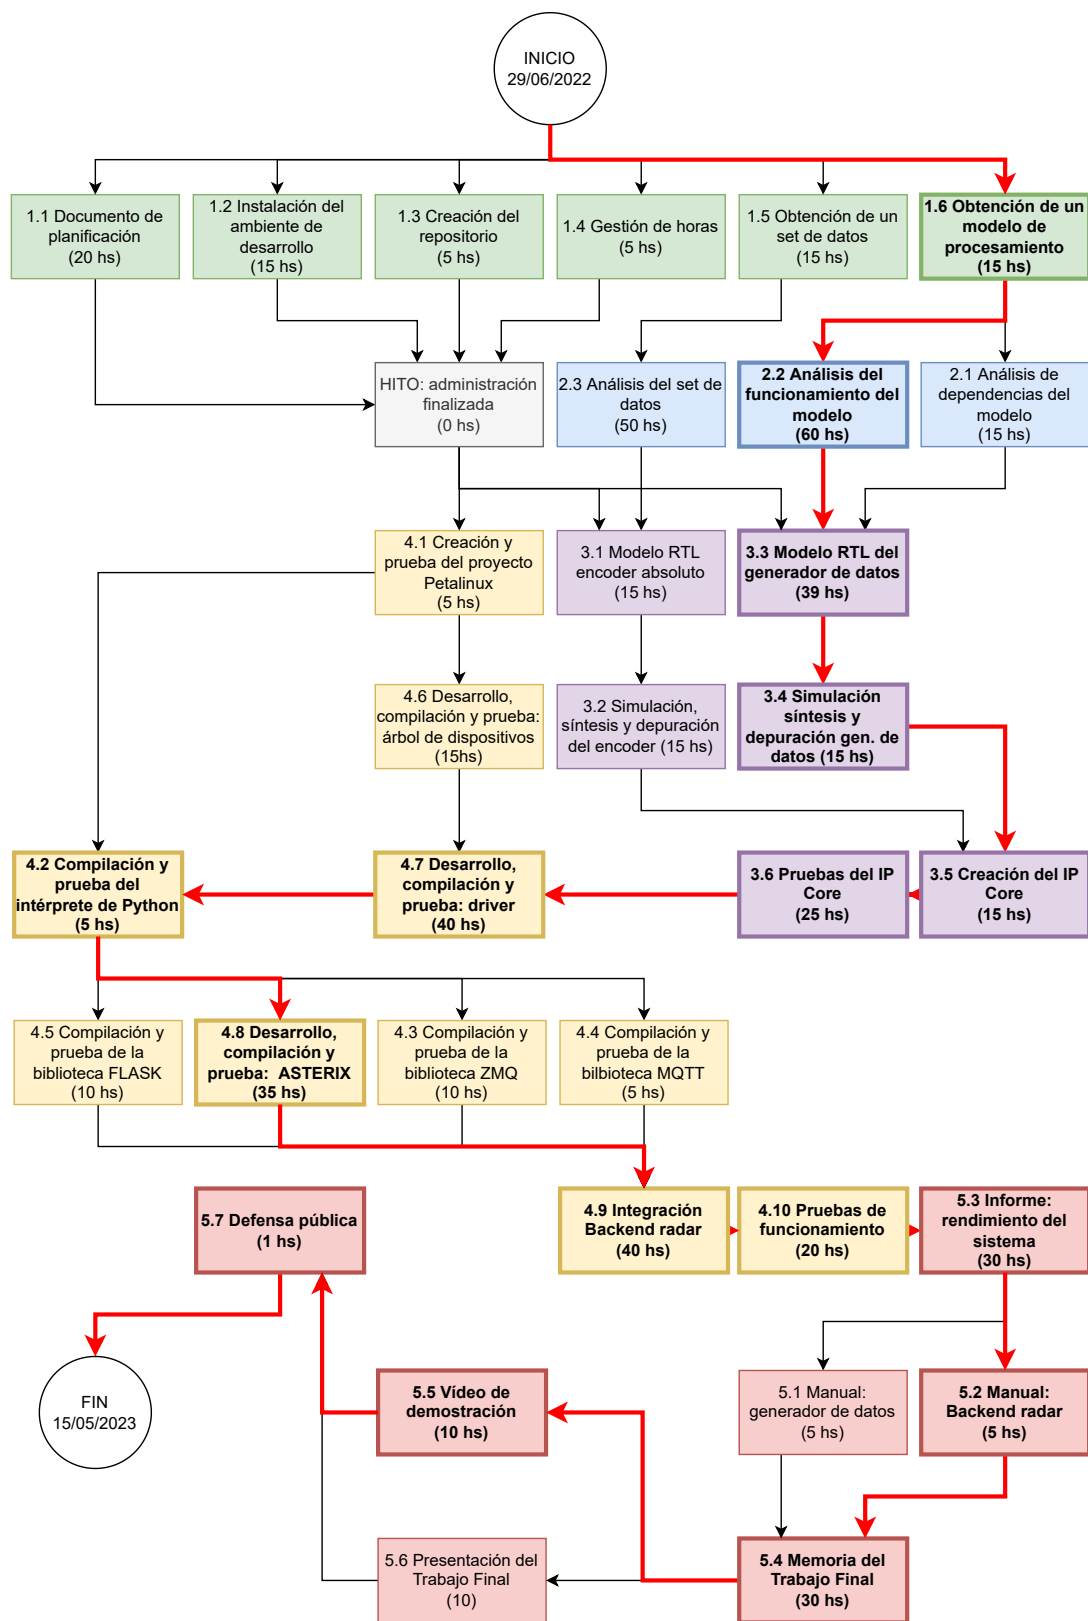 INICIO
29/06/2022
1.1 Documento de
planificación
(20 hs)
1.2 Instalación del
ambiente de
desarrollo
(15 hs)
1.3 Creación del
repositorio
(5 hs)
1.4 Gestión de horas
(5 hs)
1.5 Obtención de un
set de datos
(15 hs)
1.6 Obtención de un
modelo de
procesamiento
(15 hs)
HITO: administración
finalizada
(0 hs)
2.3 Análisis del set de
datos
(50 hs)
2.2 Análisis del
funcionamiento del
modelo
(60 hs)
2.1 Análisis de
dependencias del
modelo
(15 hs)
4.1 Creación y
prueba del proyecto
Petalinux
(5 hs)
3.1 Modelo RTL
encoder absoluto
(15 hs)
3.3 Modelo RTL del
generador de datos
(39 hs)
4.6 Desarrollo,
compilación y prueba:
árbol de dispositivos
(15hs)
3.2 Simulación,
síntesis y depuración
del encoder (15 hs)
3.4 Simulación
síntesis y
depuración gen. de
datos (15 hs)
4.2 Compilación y
prueba del
intérprete de Python
(5 hs)
4.7 Desarrollo,
compilación y
prueba: driver
(40 hs)
3.6 Pruebas del IP
Core
(25 hs)
3.5 Creación del IP
Core
(15 hs)
4.5 Compilación y
prueba de la
biblioteca FLASK
(10 hs)
4.8 Desarrollo,
compilación y
prueba: ASTERIX
(35 hs)
4.3 Compilación y
prueba de la
biblioteca ZMQ
(10 hs)
4.4 Compilación y
prueba de la
bilbioteca MQTT
(5 hs)
5.7 Defensa pública
(1 hs)
4.9 Integración
Backend radar
(40 hs)
4.10 Pruebas de
funcionamiento
(20 hs)
5.3 Informe:
rendimiento del
sistema
(30 hs)
FIN
15/05/2023
5.5 Vídeo de
demostración
(10 hs)
5.1 Manual:
generador de datos
(5 hs)
5.2 Manual:
Backend radar
(5 hs)
5.6 Presentación del
Trabajo Final
(10)
5.4 Memoria del
Trabajo Final
(30 hs)